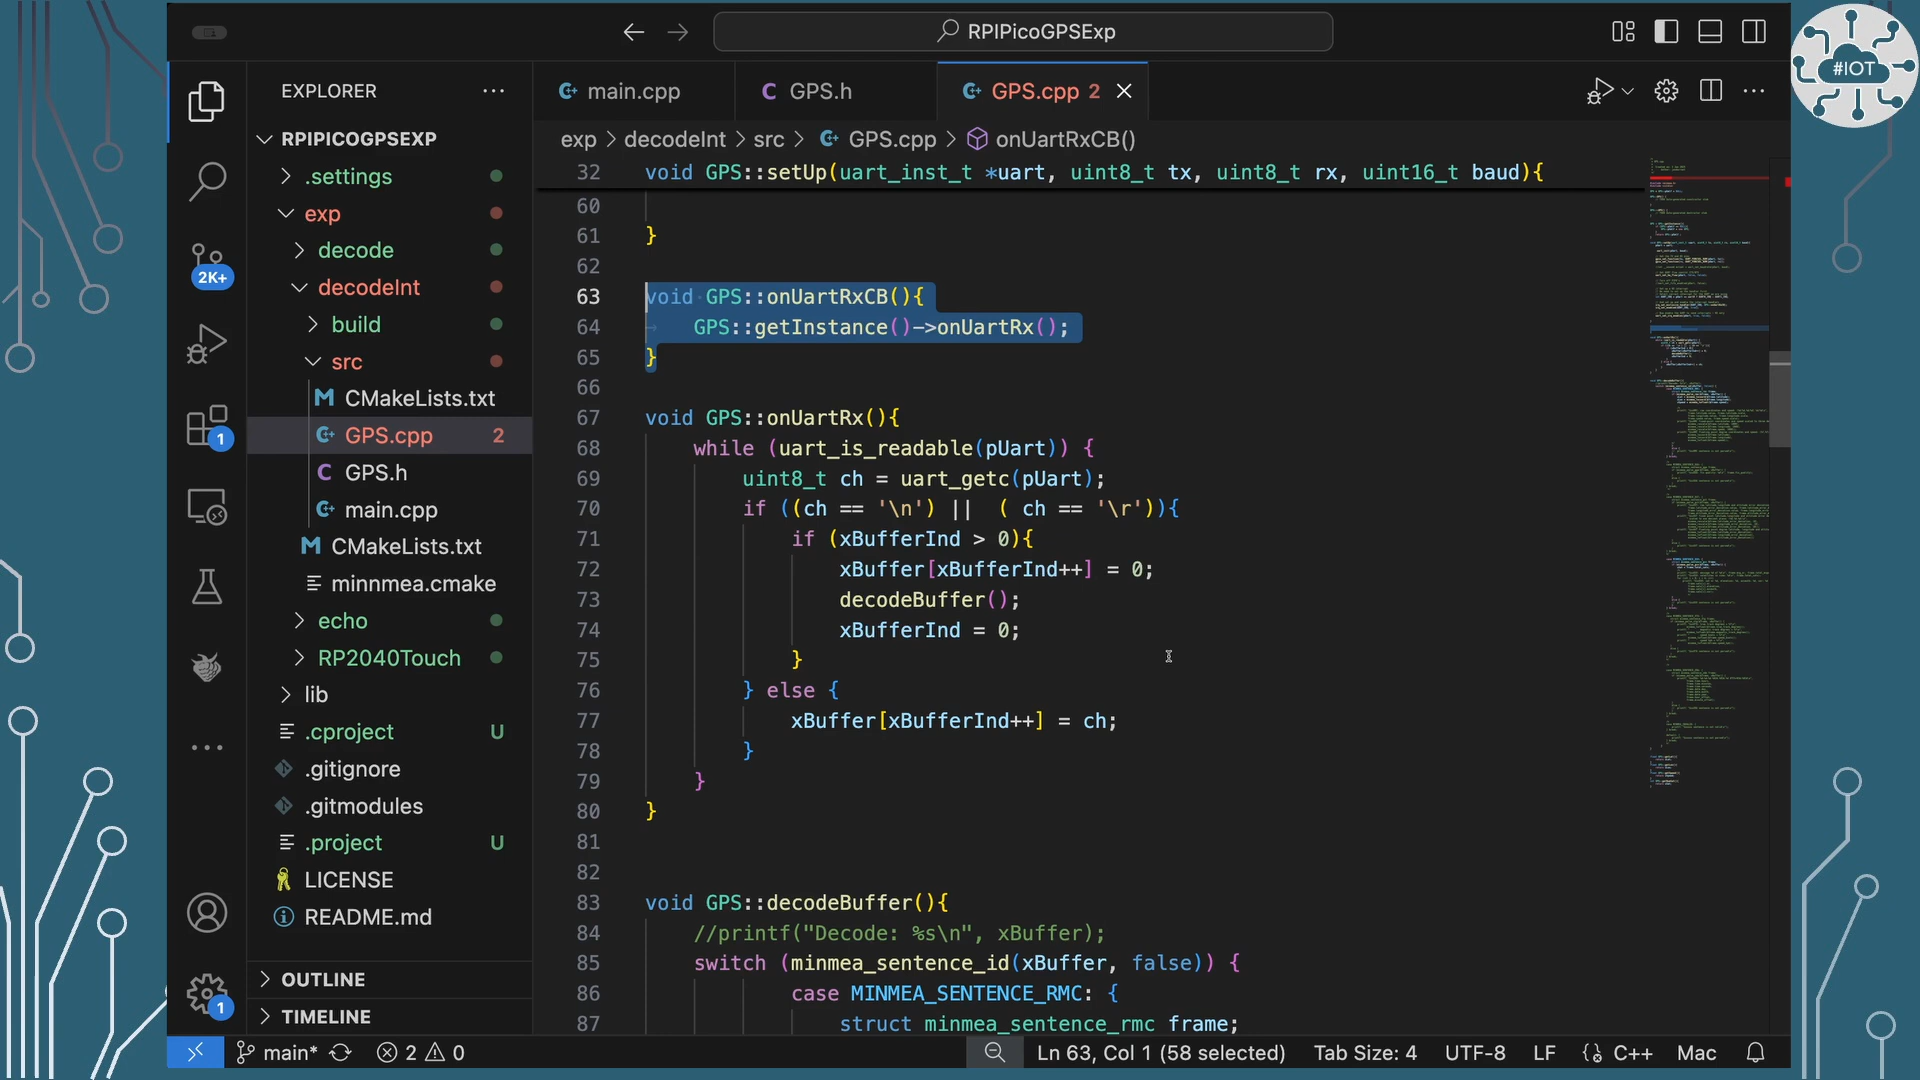 RPIPicoGPSExp
#IOT
EXPLORER
main.cpp
GPS.h
GPS.cpp 2
RPIPICOGPSEXP
exp > decodeInt > src > GPS.cpp > onUartRxCB()
.settings
exp
decode
decodeInt
build
src
CMakeLists.txt
GPS.cpp 2
GPS.h
main.cpp
CMakeLists.txt
minnmea.cmake
echo
RP2040Touch
lib
.cproject U
.gitignore
.gitmodules
.project U
LICENSE
README.md
OUTLINE
TIMELINE
2K+
1
1
32 void GPS::setUp(uart_inst_t *uart, uint8_t tx, uint8_t rx, uint16_t baud){
60
61 }
62
63 void GPS::onUartRxCB(){
64 GPS::getInstance()->onUartRx();
65 }
66
67 void GPS::onUartRx(){
68 while (uart_is_readable(pUart)) {
69 uint8_t ch = uart_getc(pUart);
70 if ((ch == '\n') || ( ch == '\r')){
71 if (xBufferInd > 0){
72 xBuffer[xBufferInd++] = 0;
73 decodeBuffer();
74 xBufferInd = 0;
75 }
76 } else {
77 xBuffer[xBufferInd++] = ch;
78 }
79 }
80 }
81
82
83 void GPS::decodeBuffer(){
84 //printf("Decode: %s\n", xBuffer);
85 switch (minmea_sentence_id(xBuffer, false)) {
86 case MINMEA_SENTENCE_RMC: {
87 struct minmea_sentence_rmc frame;
main* 2 0
Ln 63, Col 1 (58 selected) Tab Size: 4 UTF-8 LF C++ Mac